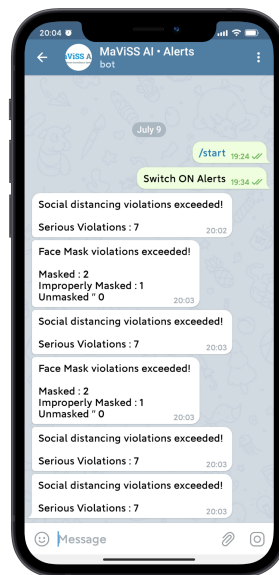 20:04
MaViSS AI • Alerts
bot
July 9
/start 19:24
Switch ON Alerts 19:34
Social distancing violations exceeded!
Serious Violations : 7 20:02
Face Mask violations exceeded!
Masked : 2
Improperly Masked : 1
Unmasked " 0 20:03
Social distancing violations exceeded!
Serious Violations : 7 20:03
Face Mask violations exceeded!
Masked : 2
Improperly Masked : 1
Unmasked " 0 20:03
Social distancing violations exceeded!
Serious Violations : 7 20:03
Social distancing violations exceeded!
Serious Violations : 7 20:03
Message